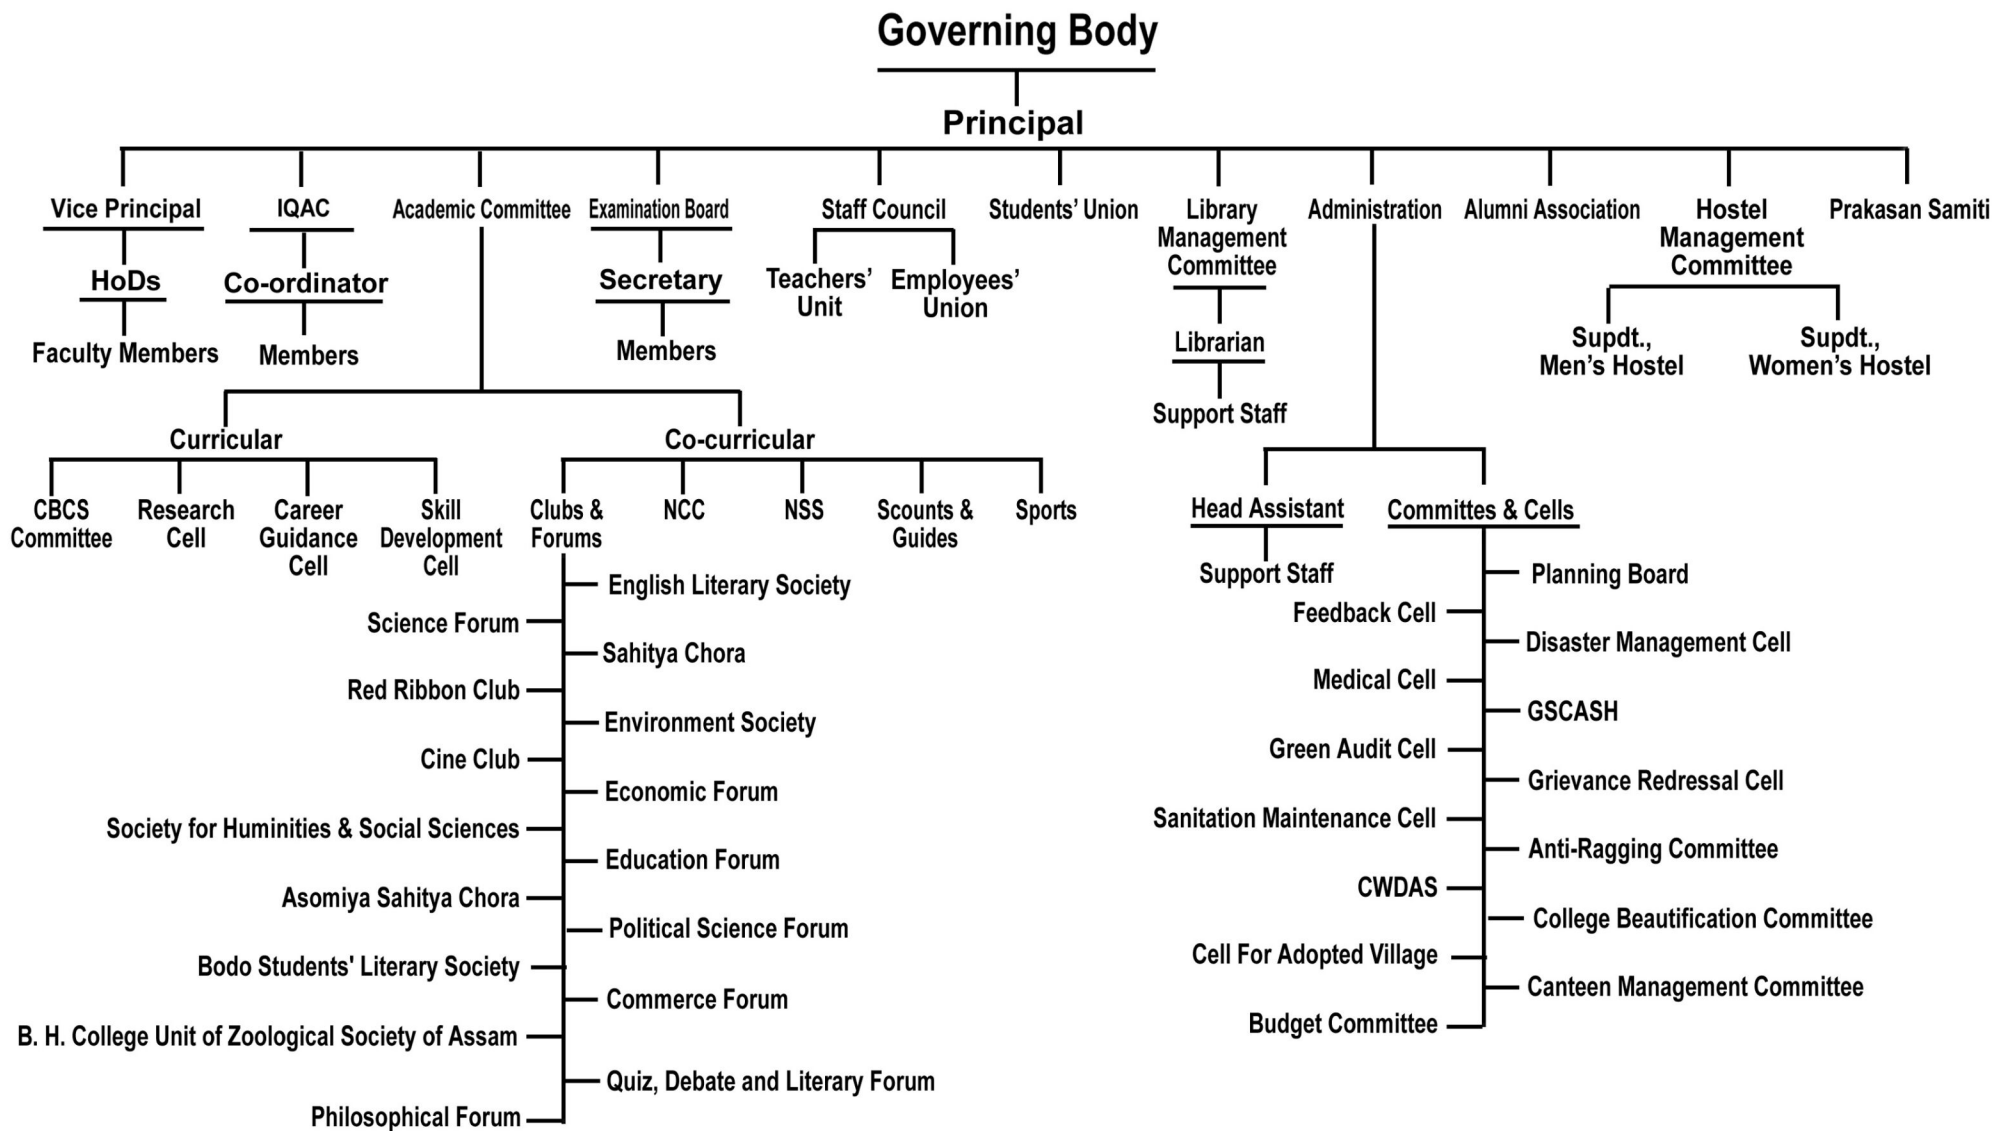 Governing Body
Principal
Vice Principal
IQAC
Academic Committee
Examination Board
Staff Council
Students’ Union
Library
Management
Committee
Administration
Alumni Association
Hostel
Management
Committee
Prakasan Samiti
HoDs
Faculty Members
Co-ordinator
Members
Secretary
Members
Teachers’
Unit
Employees’
Union
Librarian
Support Staff
Supdt.,
Men’s Hostel
Supdt.,
Women’s Hostel
Curricular
Co-curricular
CBCS
Committee
Research
Cell
Career
Guidance
Cell
Skill
Development
Cell
Clubs &
Forums
NCC
NSS
Scounts &
Guides
Sports
English Literary Society
Science Forum
Sahitya Chora
Red Ribbon Club
Environment Society
Cine Club
Economic Forum
Society for Huminities & Social Sciences
Education Forum
Asomiya Sahitya Chora
Political Science Forum
Bodo Students' Literary Society
Commerce Forum
B. H. College Unit of Zoological Society of Assam
Quiz, Debate and Literary Forum
Philosophical Forum
Head Assistant
Support Staff
Committes & Cells
Planning Board
Feedback Cell
Disaster Management Cell
Medical Cell
GSCASH
Green Audit Cell
Grievance Redressal Cell
Sanitation Maintenance Cell
Anti-Ragging Committee
CWDAS
College Beautification Committee
Cell For Adopted Village
Canteen Management Committee
Budget Committee